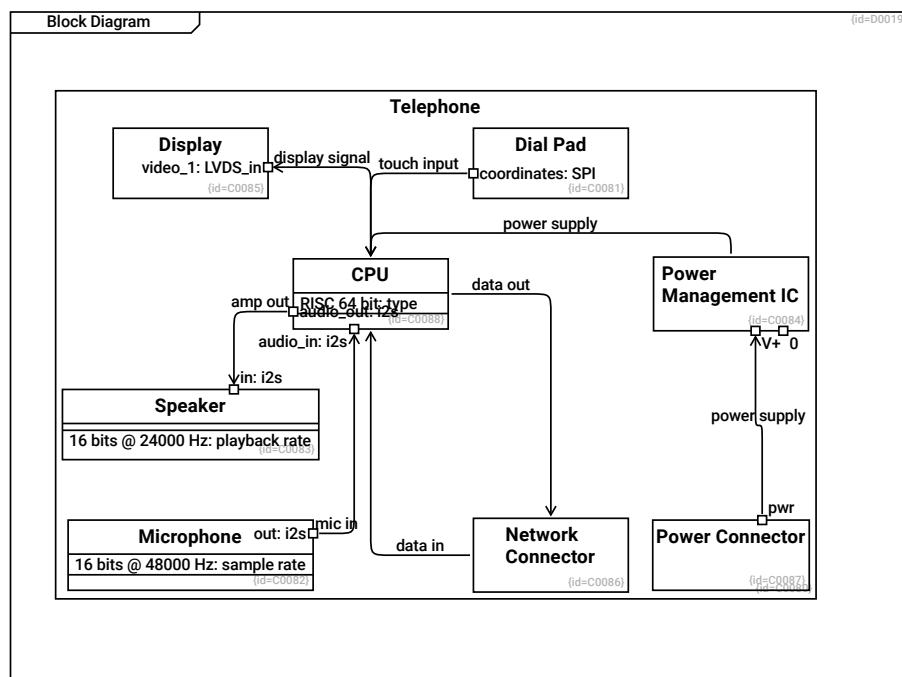 Block Diagram
{id=D0019
Telephone
Display
video_1: LVDS_in
{id=C0085}
display signal
touch input
Dial Pad
coordinates: SPI
{id=C0081}
power supply
CPU
RISC 64 bit: type
audio_out: i2s
{id=C0088}
audio_in: i2s
amp out
data out
Power
Management IC
{id=C0084}
V+ 0
in: i2s
Speaker
16 bits @ 24000 Hz: playback rate
{id=C0083}
power supply
pwr
Microphone
out: i2s
mic in
16 bits @ 48000 Hz: sample rate
{id=C0082}
data in
Network
Connector
{id=C0086}
Power Connector
{id=C0087}